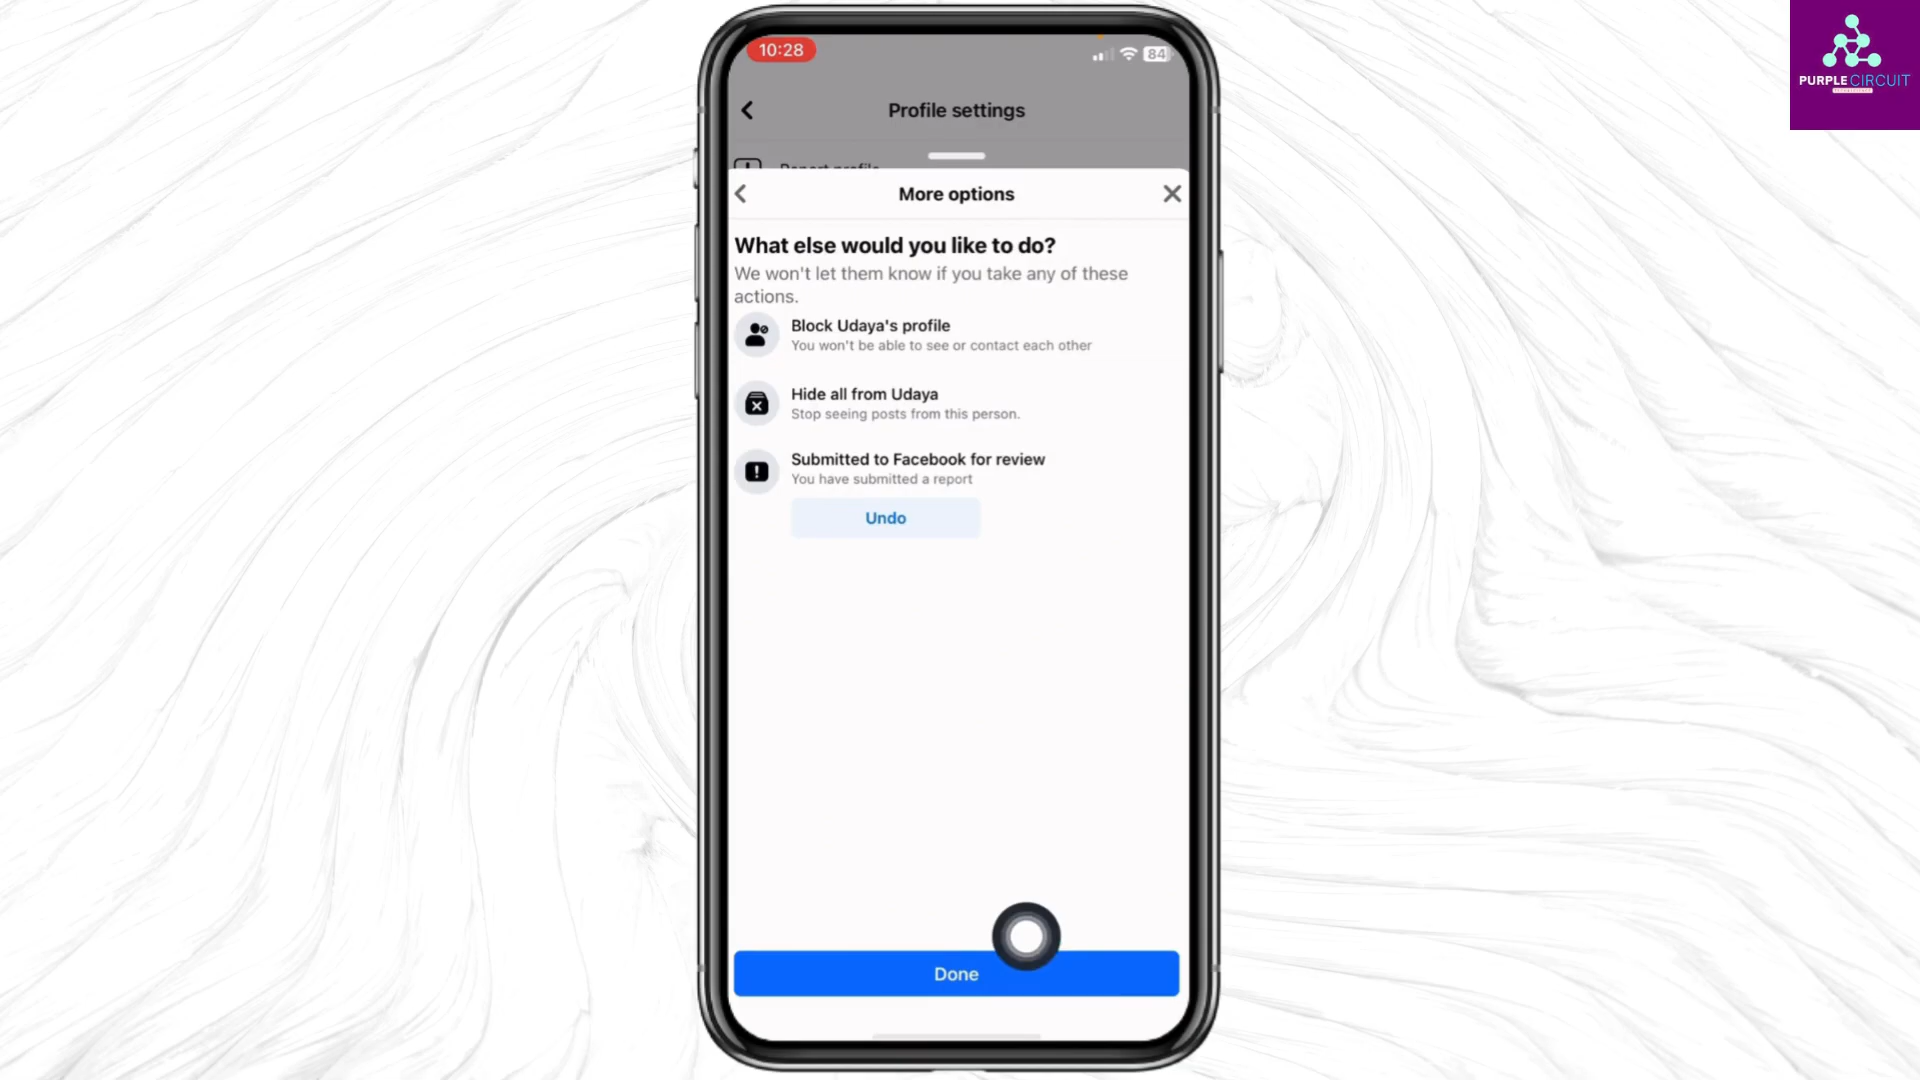 10:28
84
Profile settings
Report profile
More options
What else would you like to do?
We won't let them know if you take any of these
actions.
Block Udaya's profile
You won't be able to see or contact each other
Hide all from Udaya
Stop seeing posts from this person.
Submitted to Facebook for review
You have submitted a report
Undo
Done
PURPLE CIRCUIT